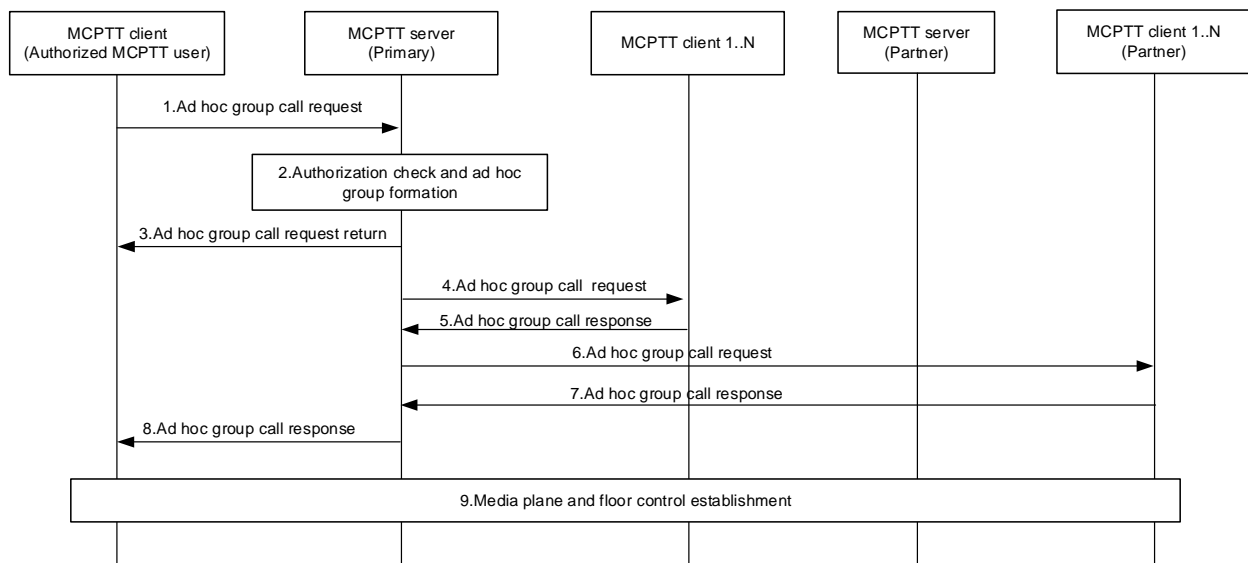 MCPTT client
(Authorized MCPTT user)
MCPTT server
(Primary)
MCPTT client 1..N
MCPTT server
(Partner)
MCPTT client 1..N
(Partner)
1.Ad hoc group call request
2.Authorization check and ad hoc
group formation
3.Ad hoc group call request return
4.Ad hoc group call  request
5.Ad hoc group call response
6.Ad hoc group call request
7.Ad hoc group call response
8.Ad hoc group call response
9.Media plane and floor control establishment